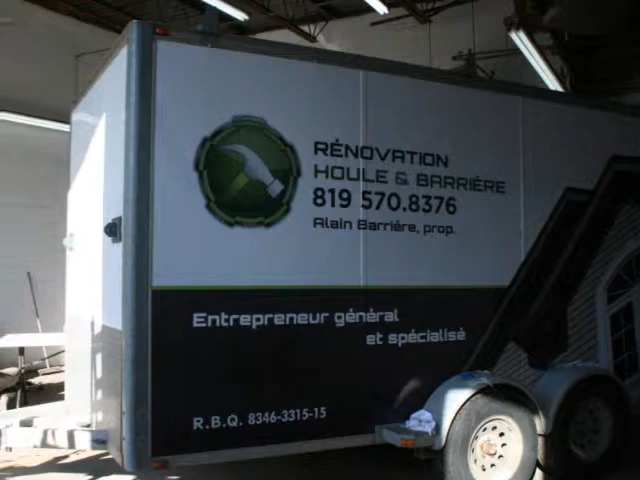 RÉNOVATION
HOULE & BARRIÈRE
819 570.8376
Alain Barrière, prop.
Entrepreneur général
et spécialisé
R.B.Q. 8346-3315-15